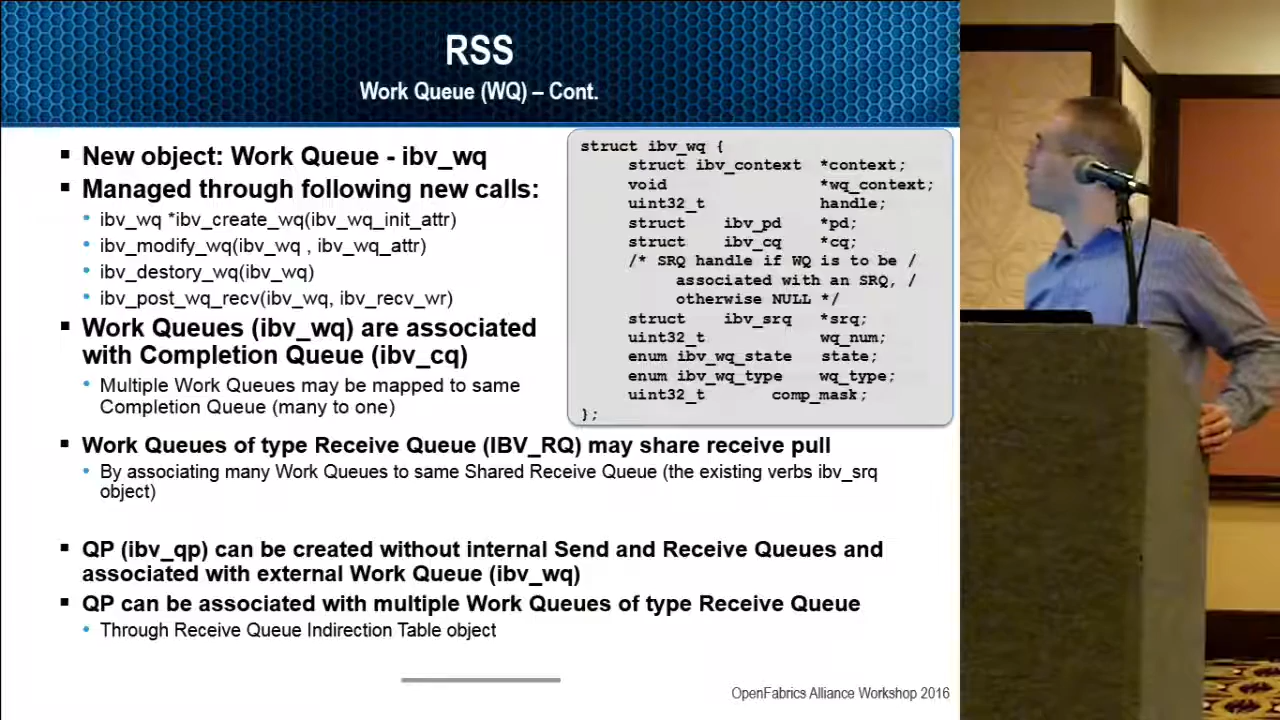 RSS
Work Queue (WQ) – Cont.
New object: Work Queue - ibv_wq
Managed through following new calls:
ibv_wq *ibv_create_wq(ibv_wq_init_attr)
ibv_modify_wq(ibv_wq , ibv_wq_attr)
ibv_destory_wq(ibv_wq)
ibv_post_wq_recv(ibv_wq, ibv_recv_wr)
Work Queues (ibv_wq) are associated
with Completion Queue (ibv_cq)
Multiple Work Queues may be mapped to same
Completion Queue (many to one)
struct ibv_wq {
struct ibv_context *context;
void *wq_context;
uint32_t handle;
struct ibv_pd *pd;
struct ibv_cq *cq;
/* SRQ handle if WQ is to be /
associated with an SRQ, /
otherwise NULL */
struct ibv_srq *srq;
uint32_t wq_num;
enum ibv_wq_state state;
enum ibv_wq_type wq_type;
uint32_t comp_mask;
};
Work Queues of type Receive Queue (IBV_RQ) may share receive pull
By associating many Work Queues to same Shared Receive Queue (the existing verbs ibv_srq
object)
QP (ibv_qp) can be created without internal Send and Receive Queues and
associated with external Work Queue (ibv_wq)
QP can be associated with multiple Work Queues of type Receive Queue
Through Receive Queue Indirection Table object
OpenFabrics Alliance Workshop 2016